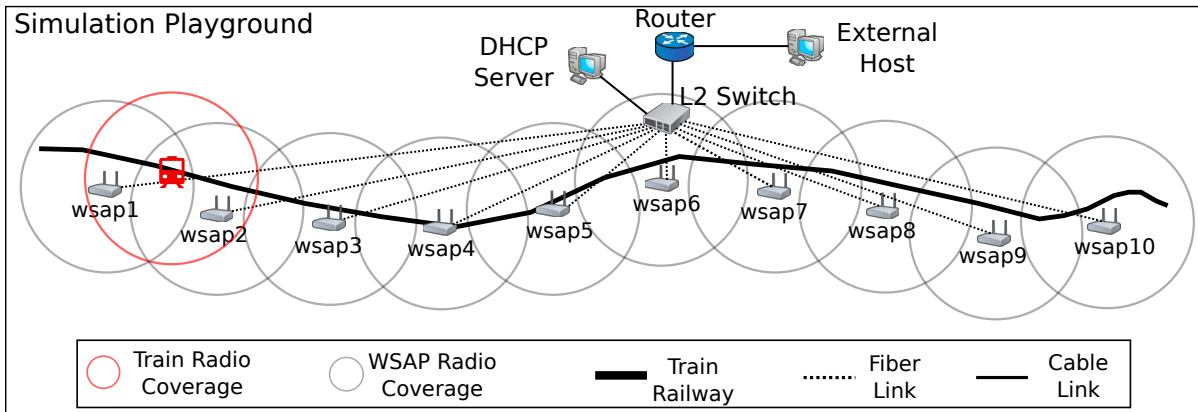 Simulation Playground
Router
DHCP
Server
External
Host
L2 Switch
wsap1
wsap2
wsap3
wsap4
wsap5
wsap6
wsap7
wsap8
wsap9
wsap10
Train Radio
Coverage
WSAP Radio
Coverage
Train
Railway
Fiber
Link
Cable
Link